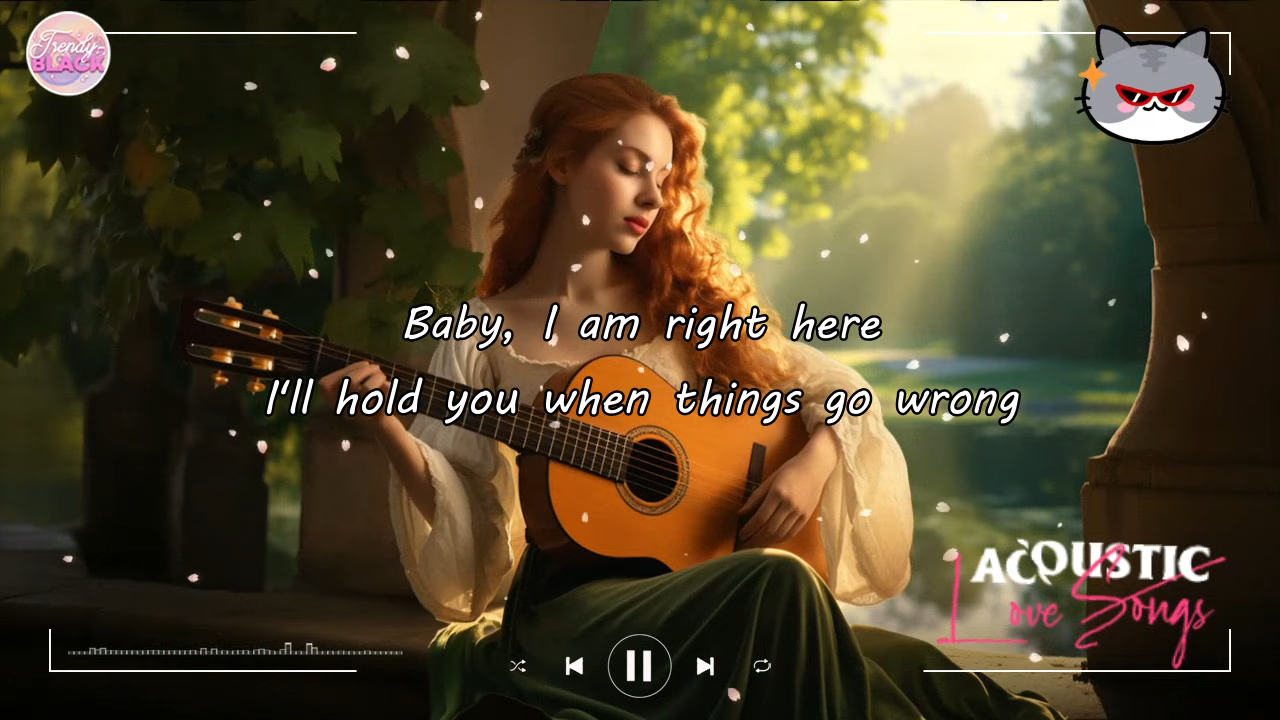 Trendy
BLACK
Baby, I am right here
I'll hold you when things go wrong
ACOUSTIC
Love Songs